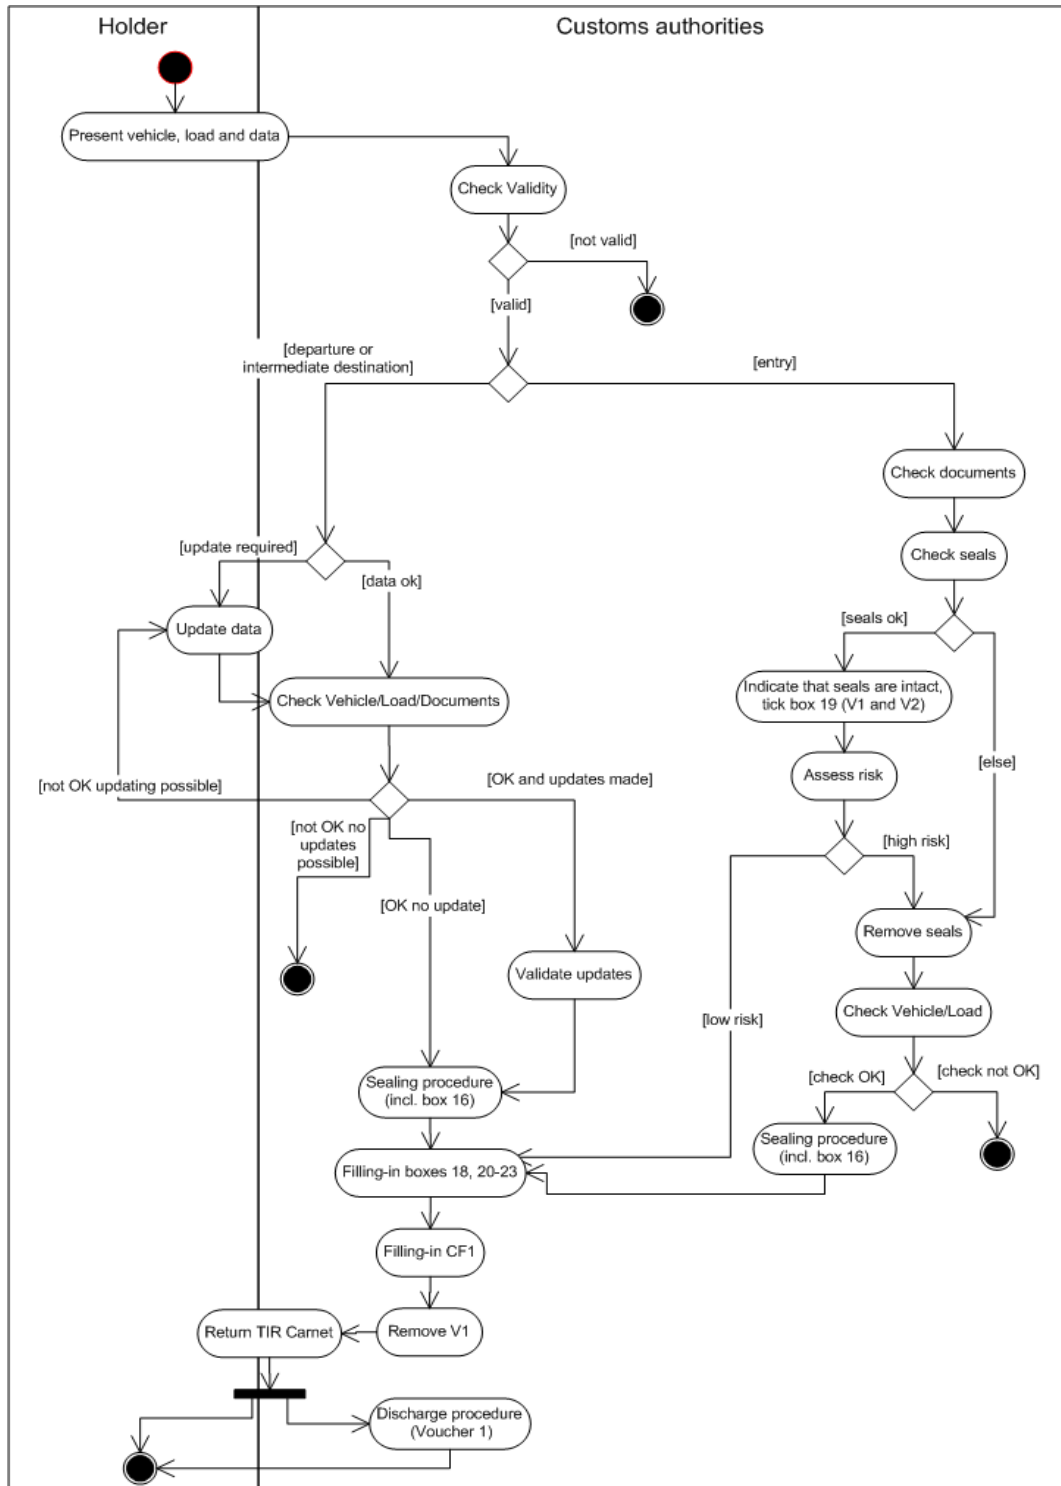 Holder
Customs authorities
Present vehicle, load and data
Check Validity
[not valid]
[valid]
[departure or
intermediate destination]
[entry]
Check documents
[update required]
Check seals
[data ok]
[seals ok]
Update data
Indicate that seals are intact,
tick box 19 (V1 and V2)
Check Vehicle/Load/Documents
[else]
Assess risk
[not OK updating possible]
[OK and updates made]
[not OK no
updates
possible]
[high risk]
[OK no update]
Remove seals
Validate updates
Check Vehicle/Load
[low risk]
[check OK]
[check not OK]
Sealing procedure
(incl. box 16)
Sealing procedure
(incl. box 16)
Filling-in boxes 18, 20-23
Filling-in CF1
Return TIR Carnet
Remove V1
Discharge procedure
(Voucher 1)